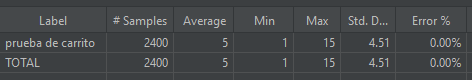 Label # Samples Average Min Max Std. D... Error %
prueba de carrito 2400 5 1 15 4.51 0.00%
TOTAL 2400 5 1 15 4.51 0.00%